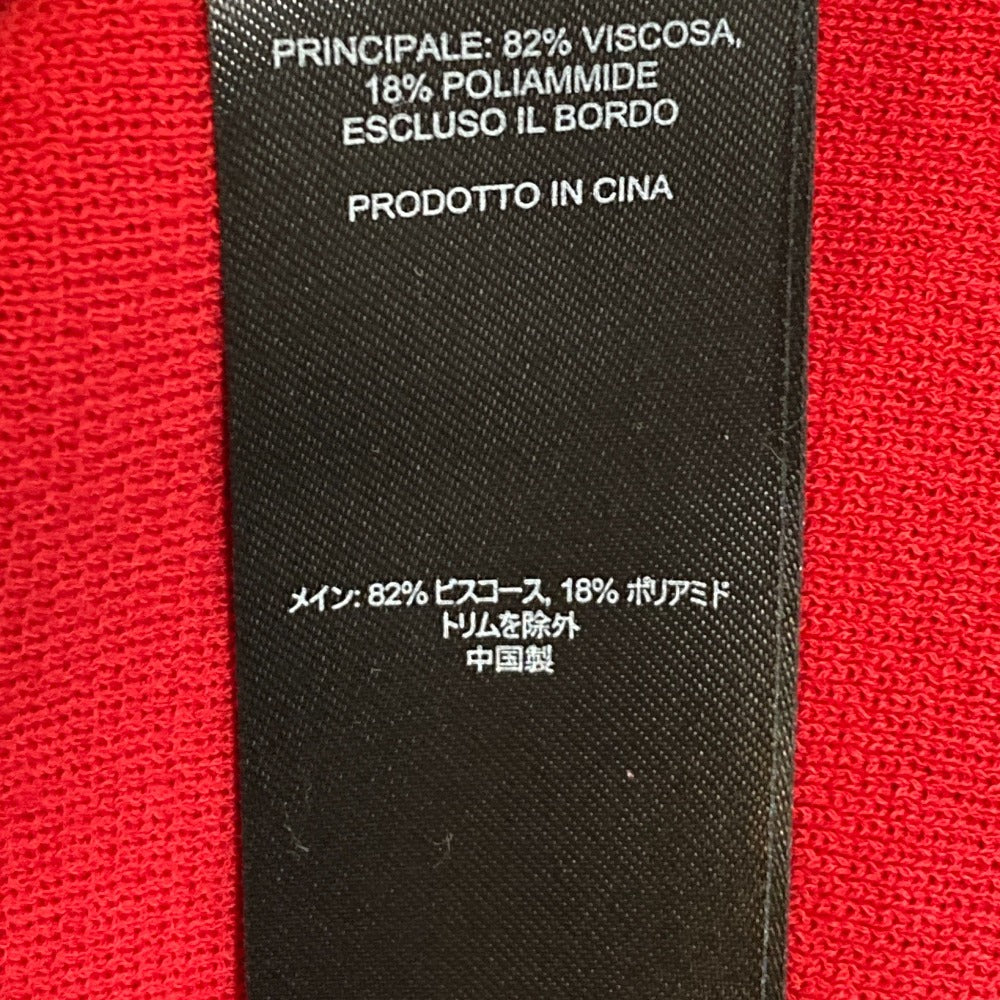 PRINCIPALE: 82% VISCOSA,
18% POLIAMMIDE
ESCLUSO IL BORDO
PRODOTTO IN CINA
メイン: 82% ビスコース, 18% ポリアミド
トリムを除外
中国製